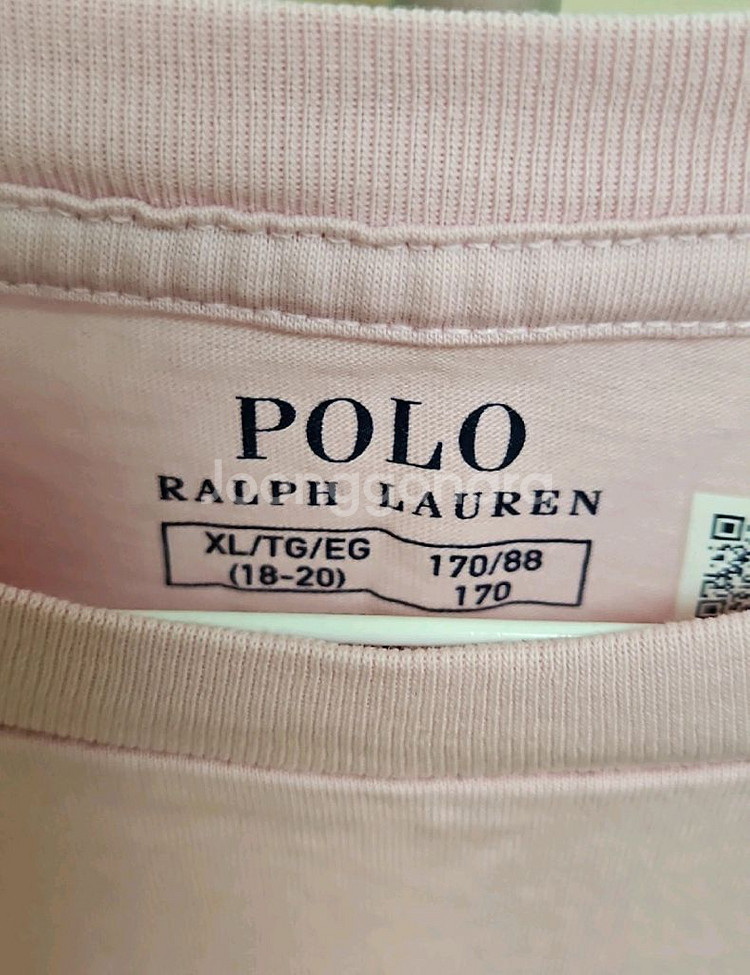 POLO
RALPH LAUREN
XL/TG/EG
(18-20)
170/88
170